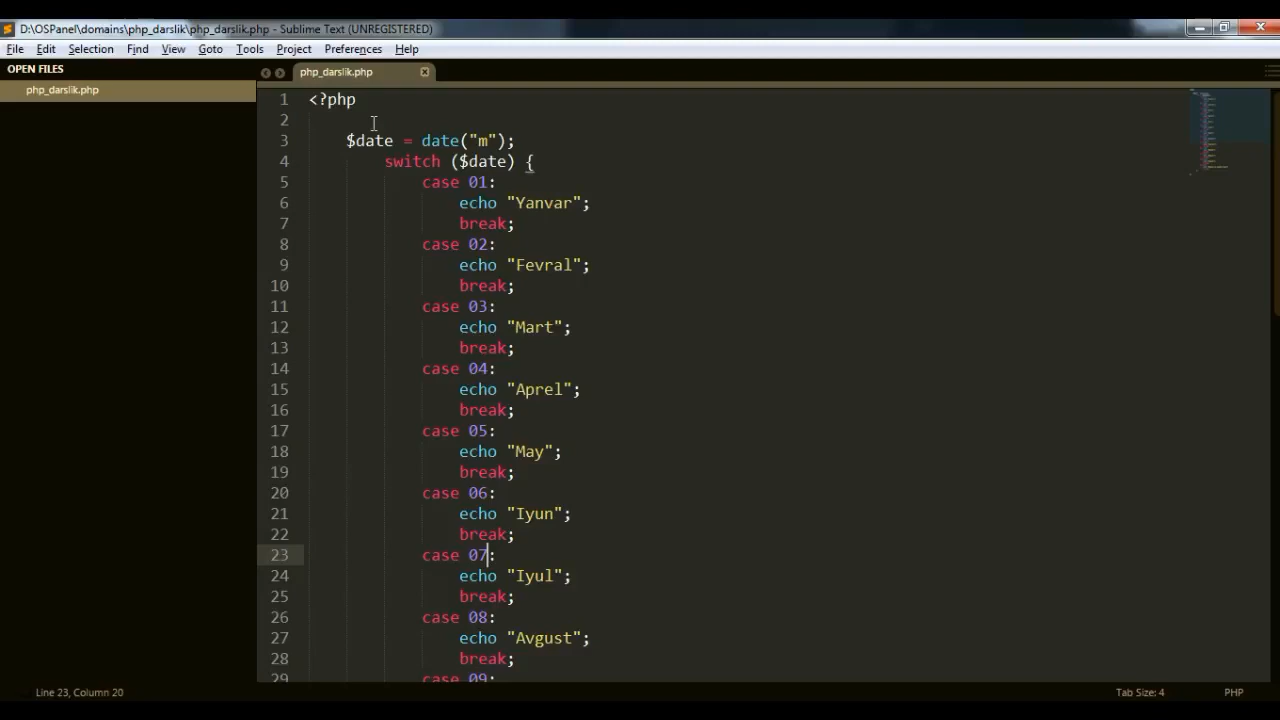 D:\OSPanel\domains\php_darslik\php_darslik.php - Sublime Text (UNREGISTERED)
File Edit Selection Find View Goto Tools Project Preferences Help
OPEN FILES
php_darslik.php
php_darslik.php
1 <?php
2
3 $date = date("m");
4 switch ($date) {
5 case 01:
6 echo "Yanvar";
7 break;
8 case 02:
9 echo "Fevral";
10 break;
11 case 03:
12 echo "Mart";
13 break;
14 case 04:
15 echo "Aprel";
16 break;
17 case 05:
18 echo "May";
19 break;
20 case 06:
21 echo "Iyun";
22 break;
23 case 07:
24 echo "Iyul";
25 break;
26 case 08:
27 echo "Avgust";
28 break;
29 case 09:
Line 23, Column 20
Tab Size: 4
PHP